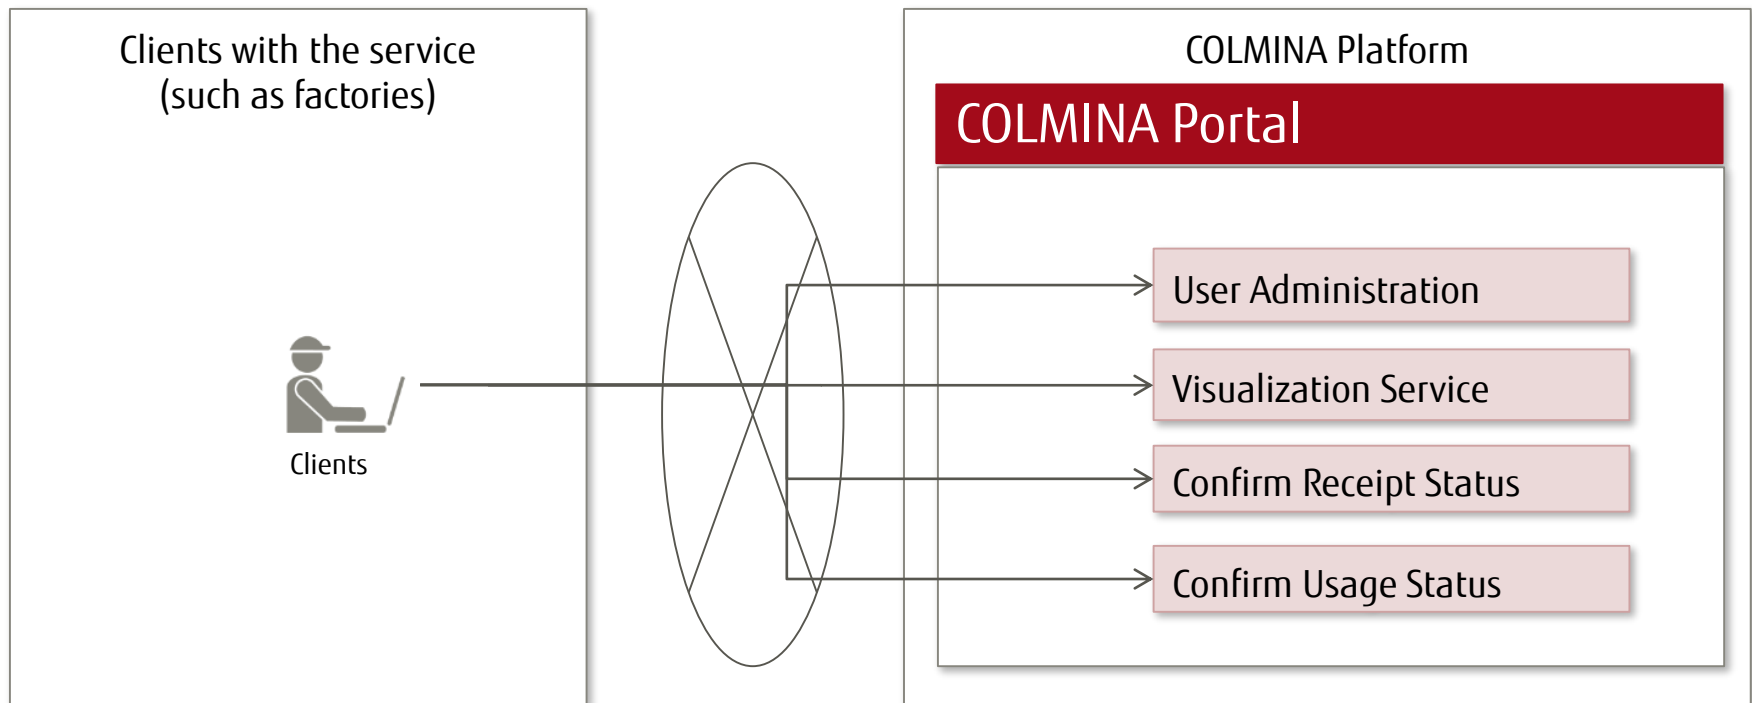 Clients with the service
(such as factories)
Clients
COLMINA Platform
COLMINA Portal
User Administration
Visualization Service
Confirm Receipt Status
Confirm Usage Status